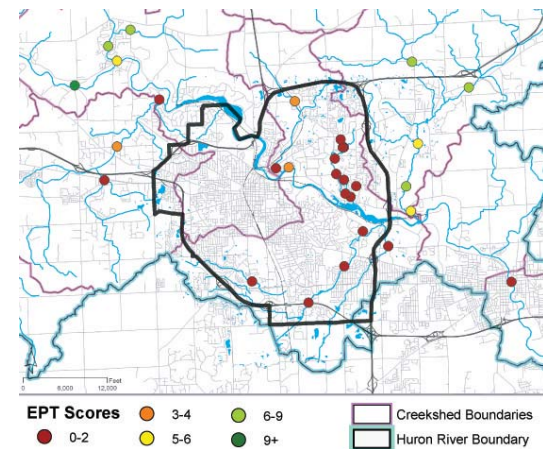 Feet
0 6,000 12,000
EPT Scores
0-2
3-4
5-6
6-9
9+
Creekshed Boundaries
Huron River Boundary